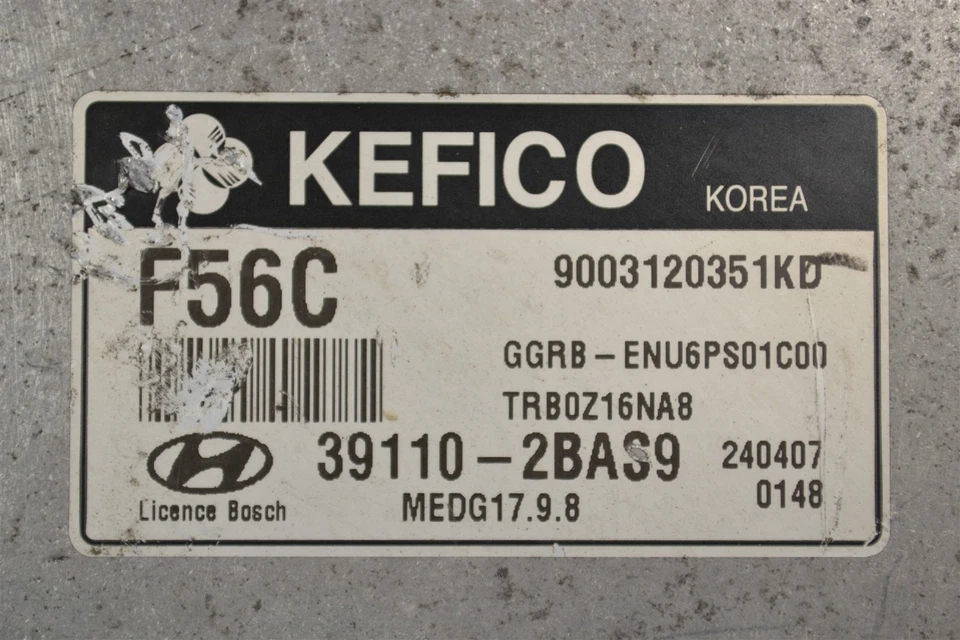 KEFICO KOREA
F56C 9003120351KD
GGRB-ENU6PS01C00
TRB0Z16NA8
39110-2BAS9 240407
0148
Licence Bosch MEDG17.9.8